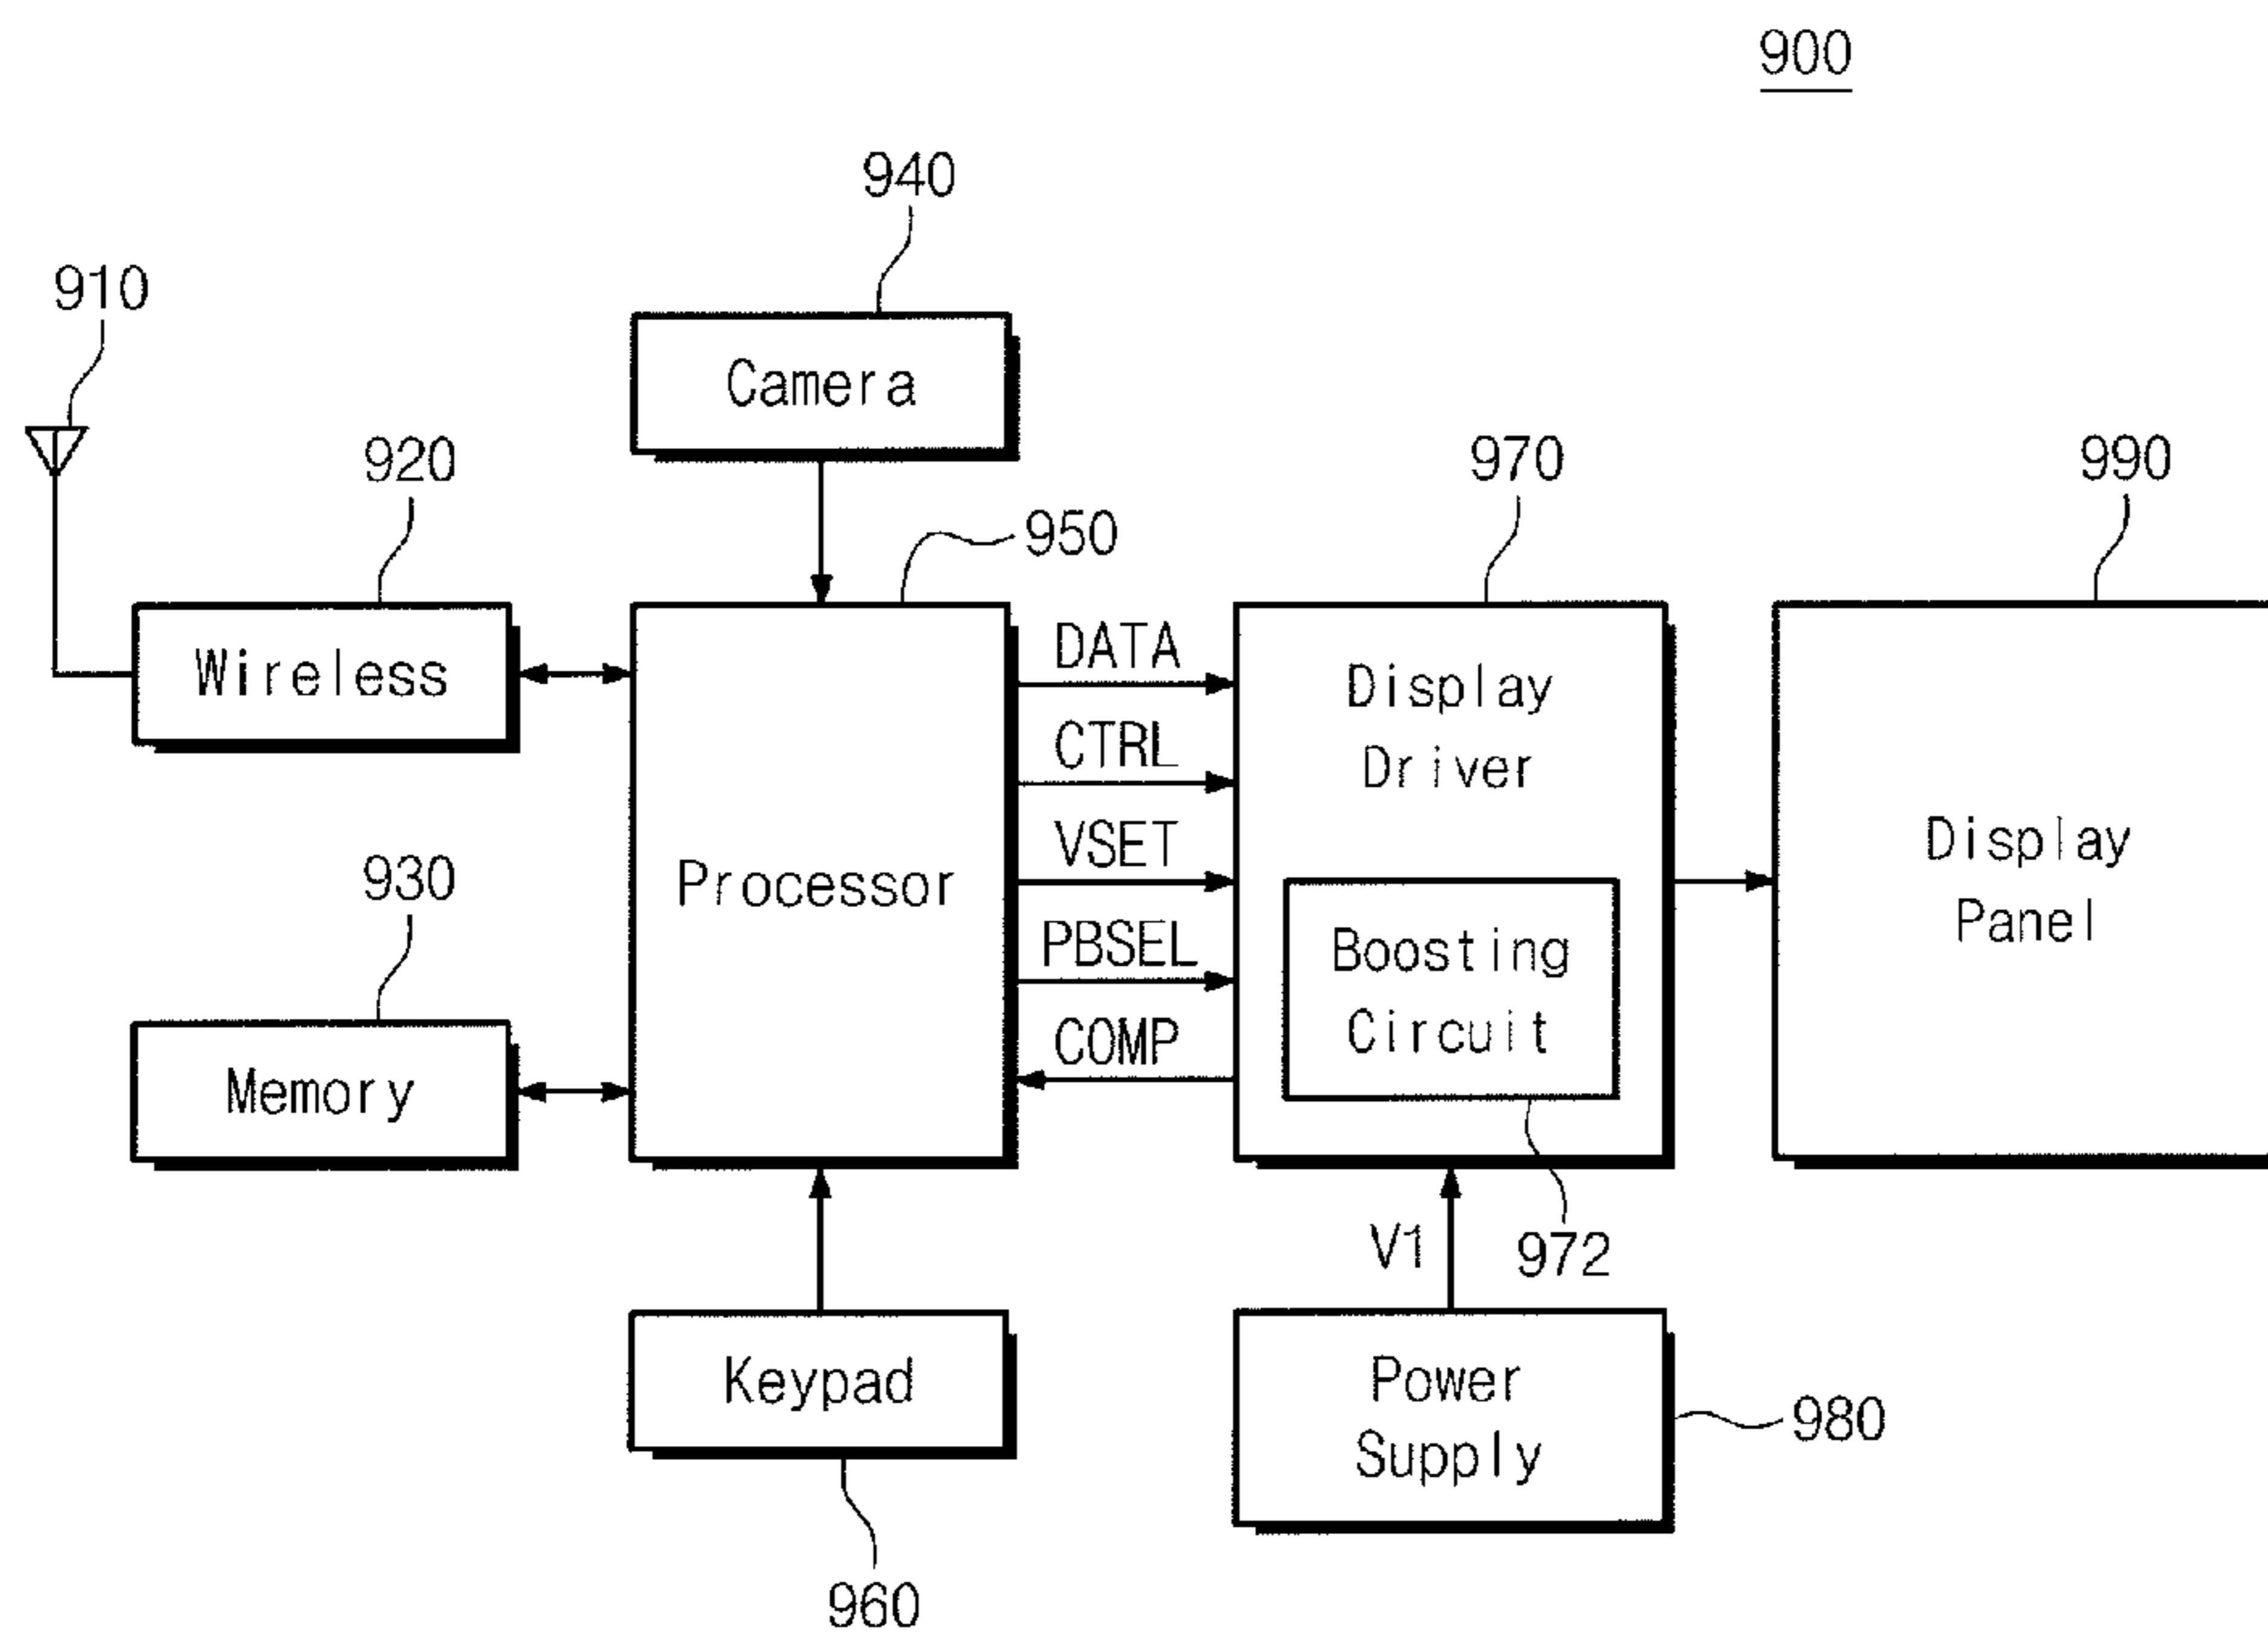 900
940
910
Camera
920
970
990
950
Wireless
DATA
Display
Driver
CTRL
VSET
Display
Panel
930
Processor
PBSEL
Boosting
Circuit
COMP
Memory
V1
972
Keypad
Power
Supply
980
960